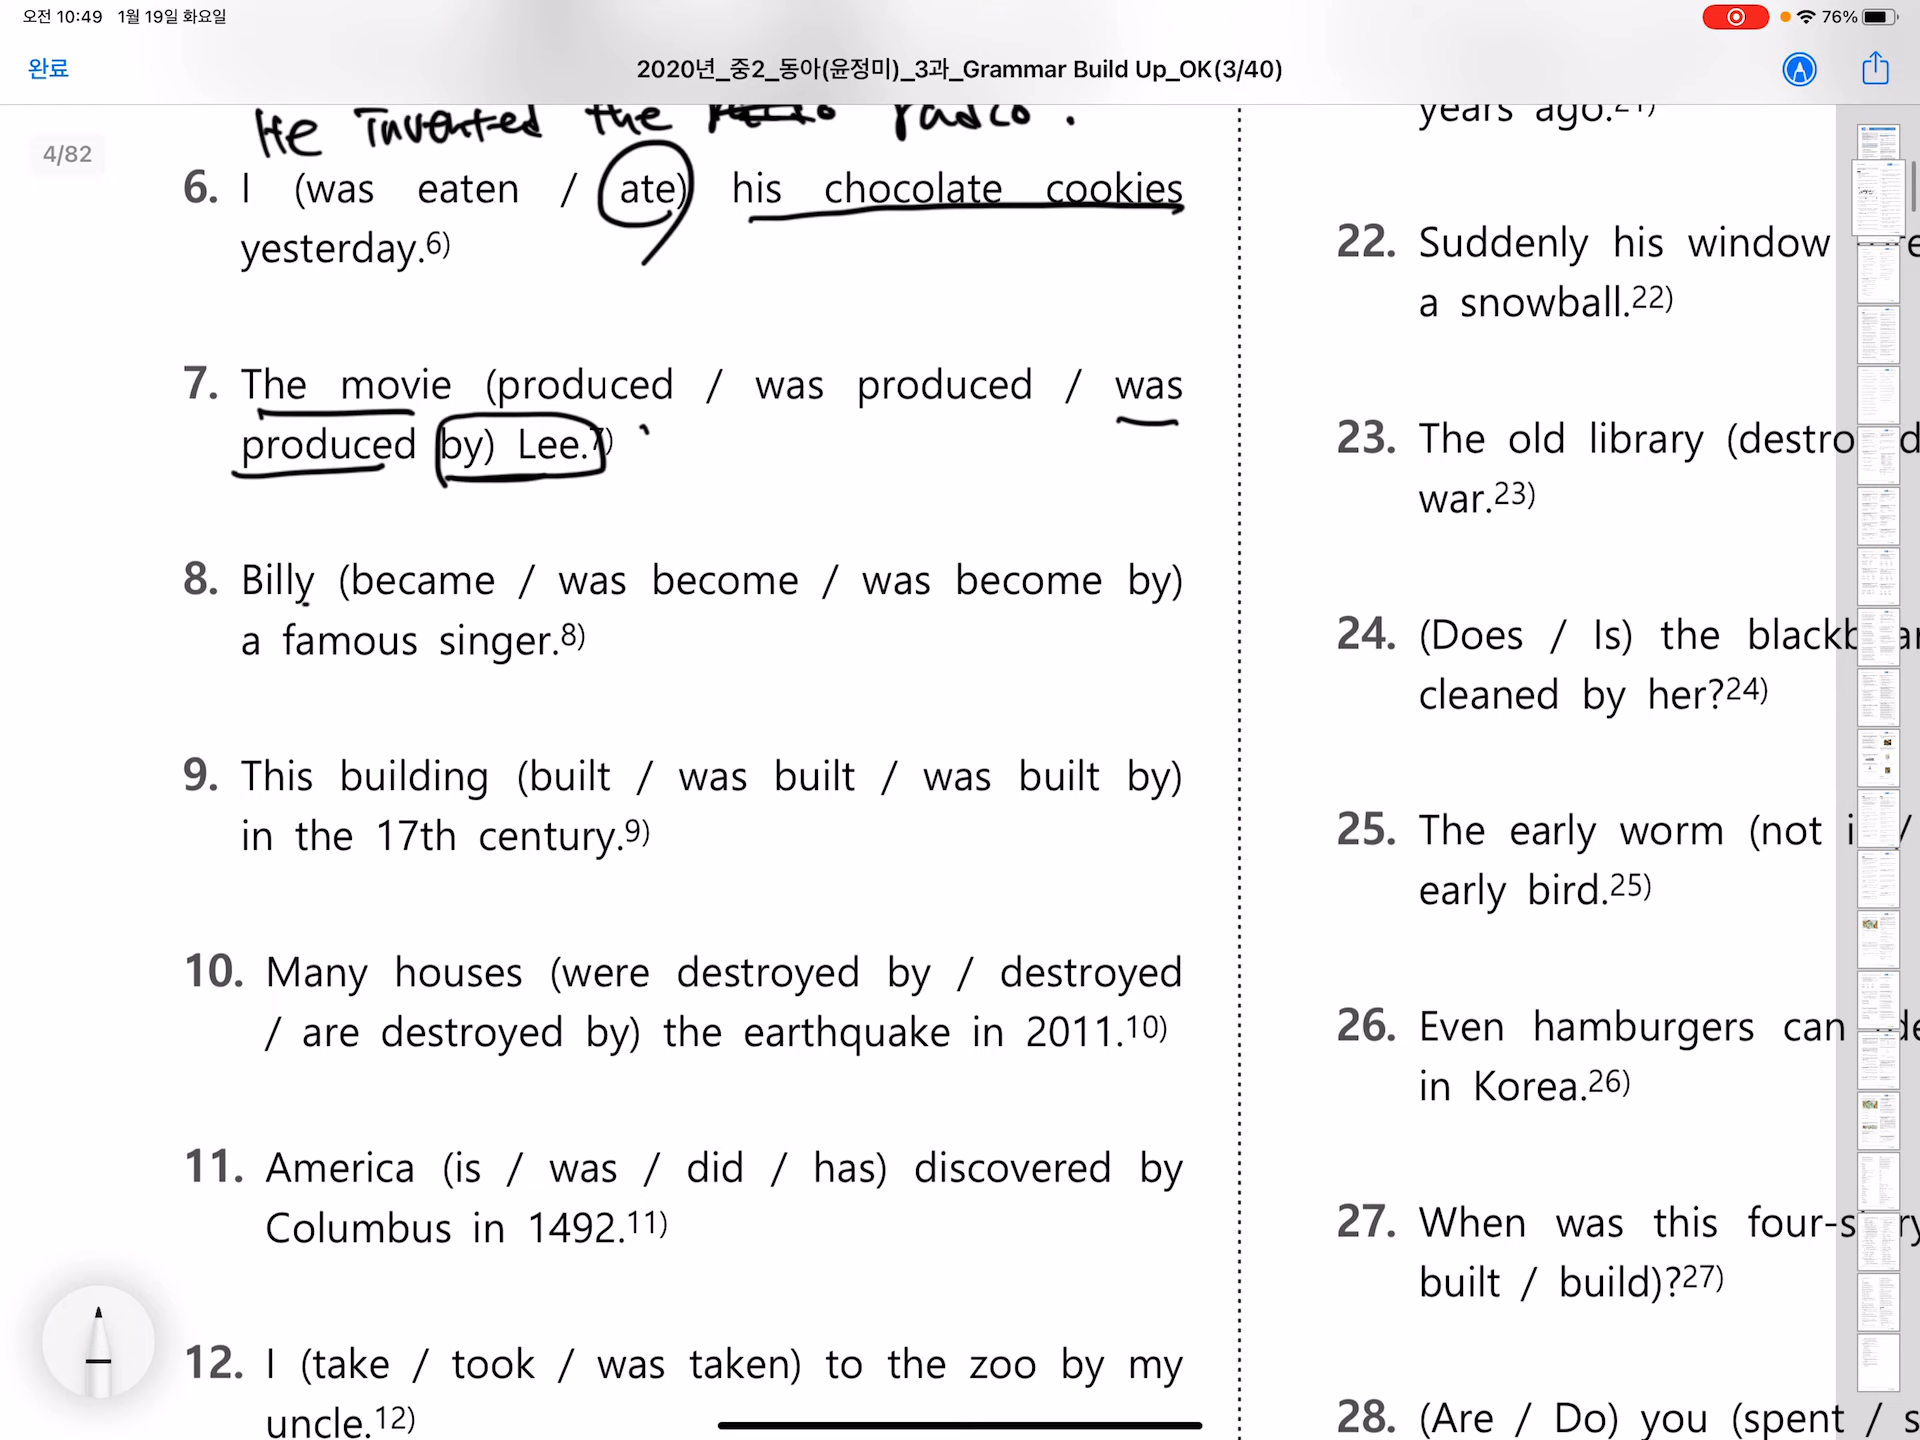 오전 10:49 1월 19일 화요일
76%
완료
2020년_중2_동아(윤정미)_3과_Grammar Build Up_OK(3/40)
4/82
He invented the radio.
6. I (was eaten / ate) his chocolate cookies
yesterday.6)
7. The movie (produced / was produced / was
produced by) Lee.7)
8. Billy (became / was become / was become by)
a famous singer.8)
9. This building (built / was built / was built by)
in the 17th century.9)
10. Many houses (were destroyed by / destroyed
/ are destroyed by) the earthquake in 2011.10)
11. America (is / was / did / has) discovered by
Columbus in 1492.11)
12. I (take / took / was taken) to the zoo by my
uncle.12)
years ago.21)
22. Suddenly his window
a snowball.22)
23. The old library (destro
war.23)
24. (Does / Is) the blackb
cleaned by her?24)
25. The early worm (not i /
early bird.25)
26. Even hamburgers can
in Korea.26)
27. When was this four-s
built / build)?27)
28. (Are / Do) you (spent / s